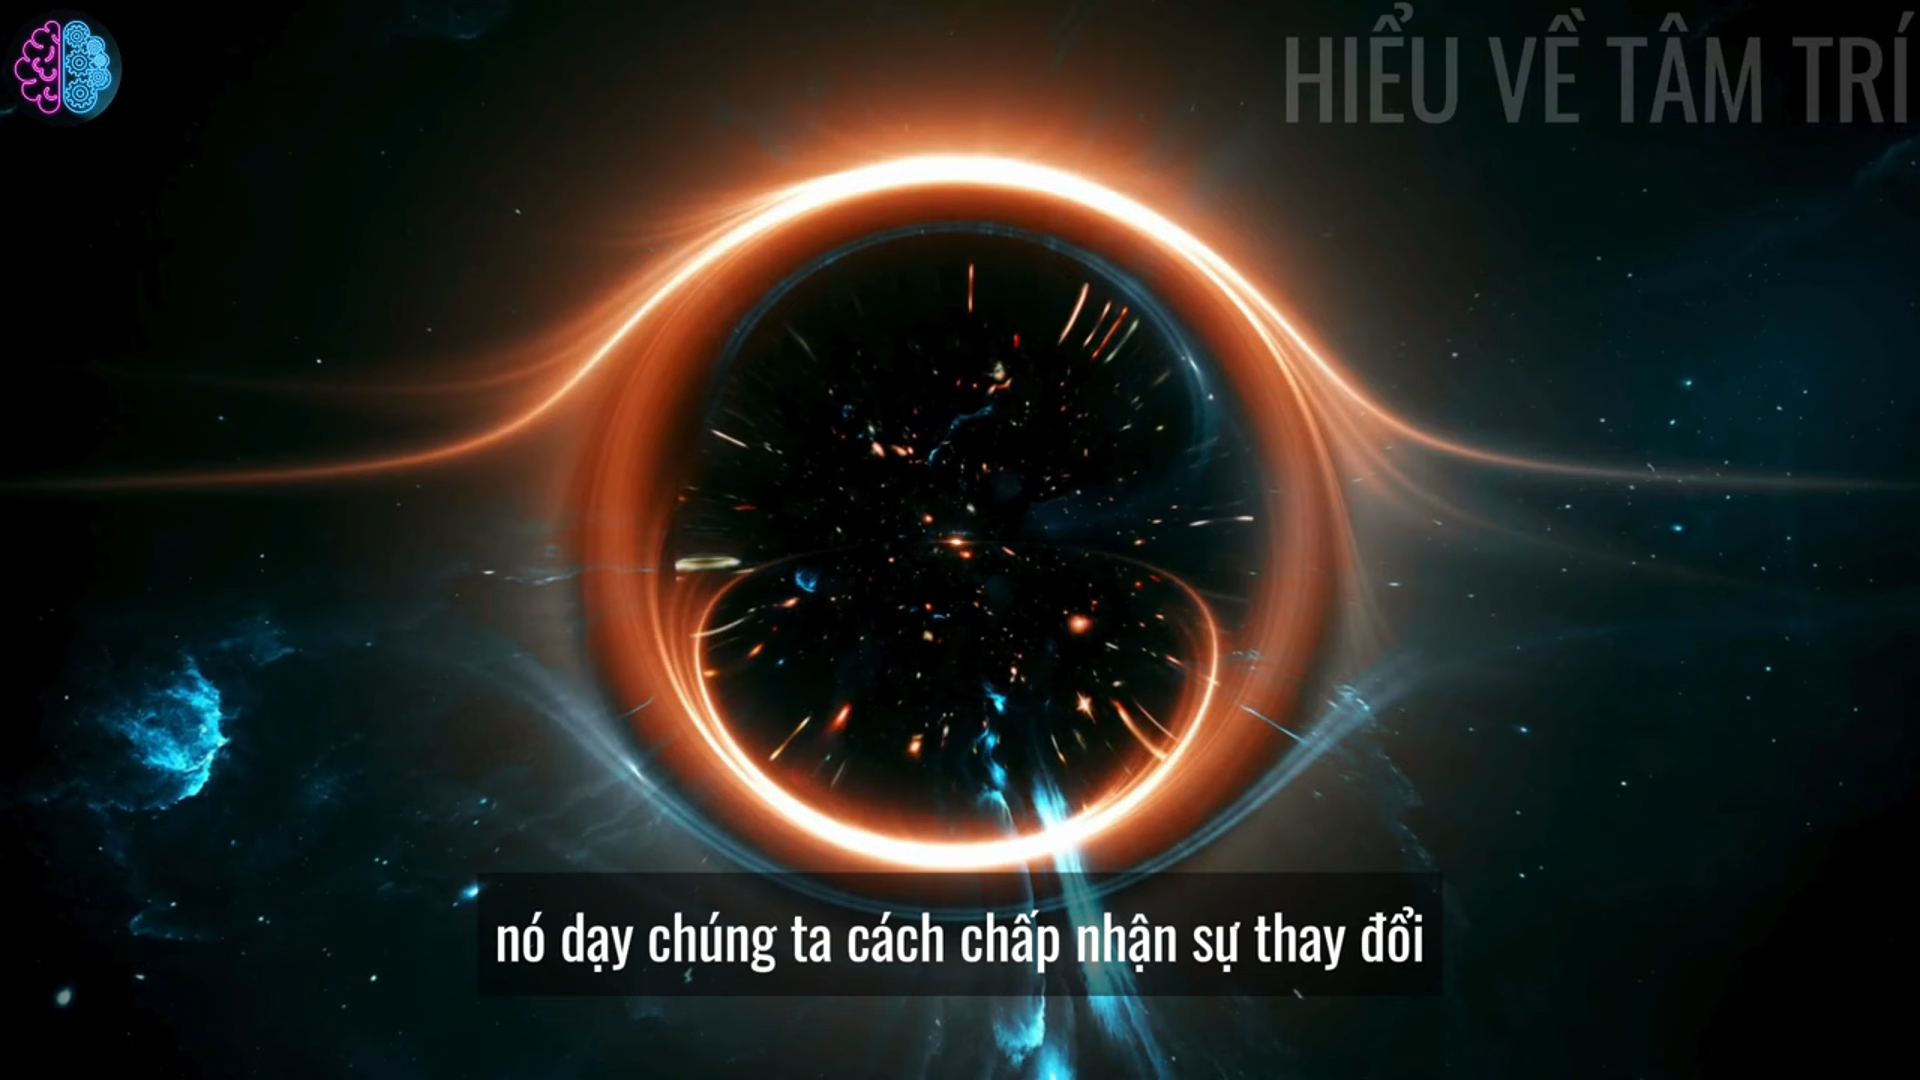 HIỂU VỀ TÂM TRÍ
nó dạy chúng ta cách chấp nhận sự thay đổi